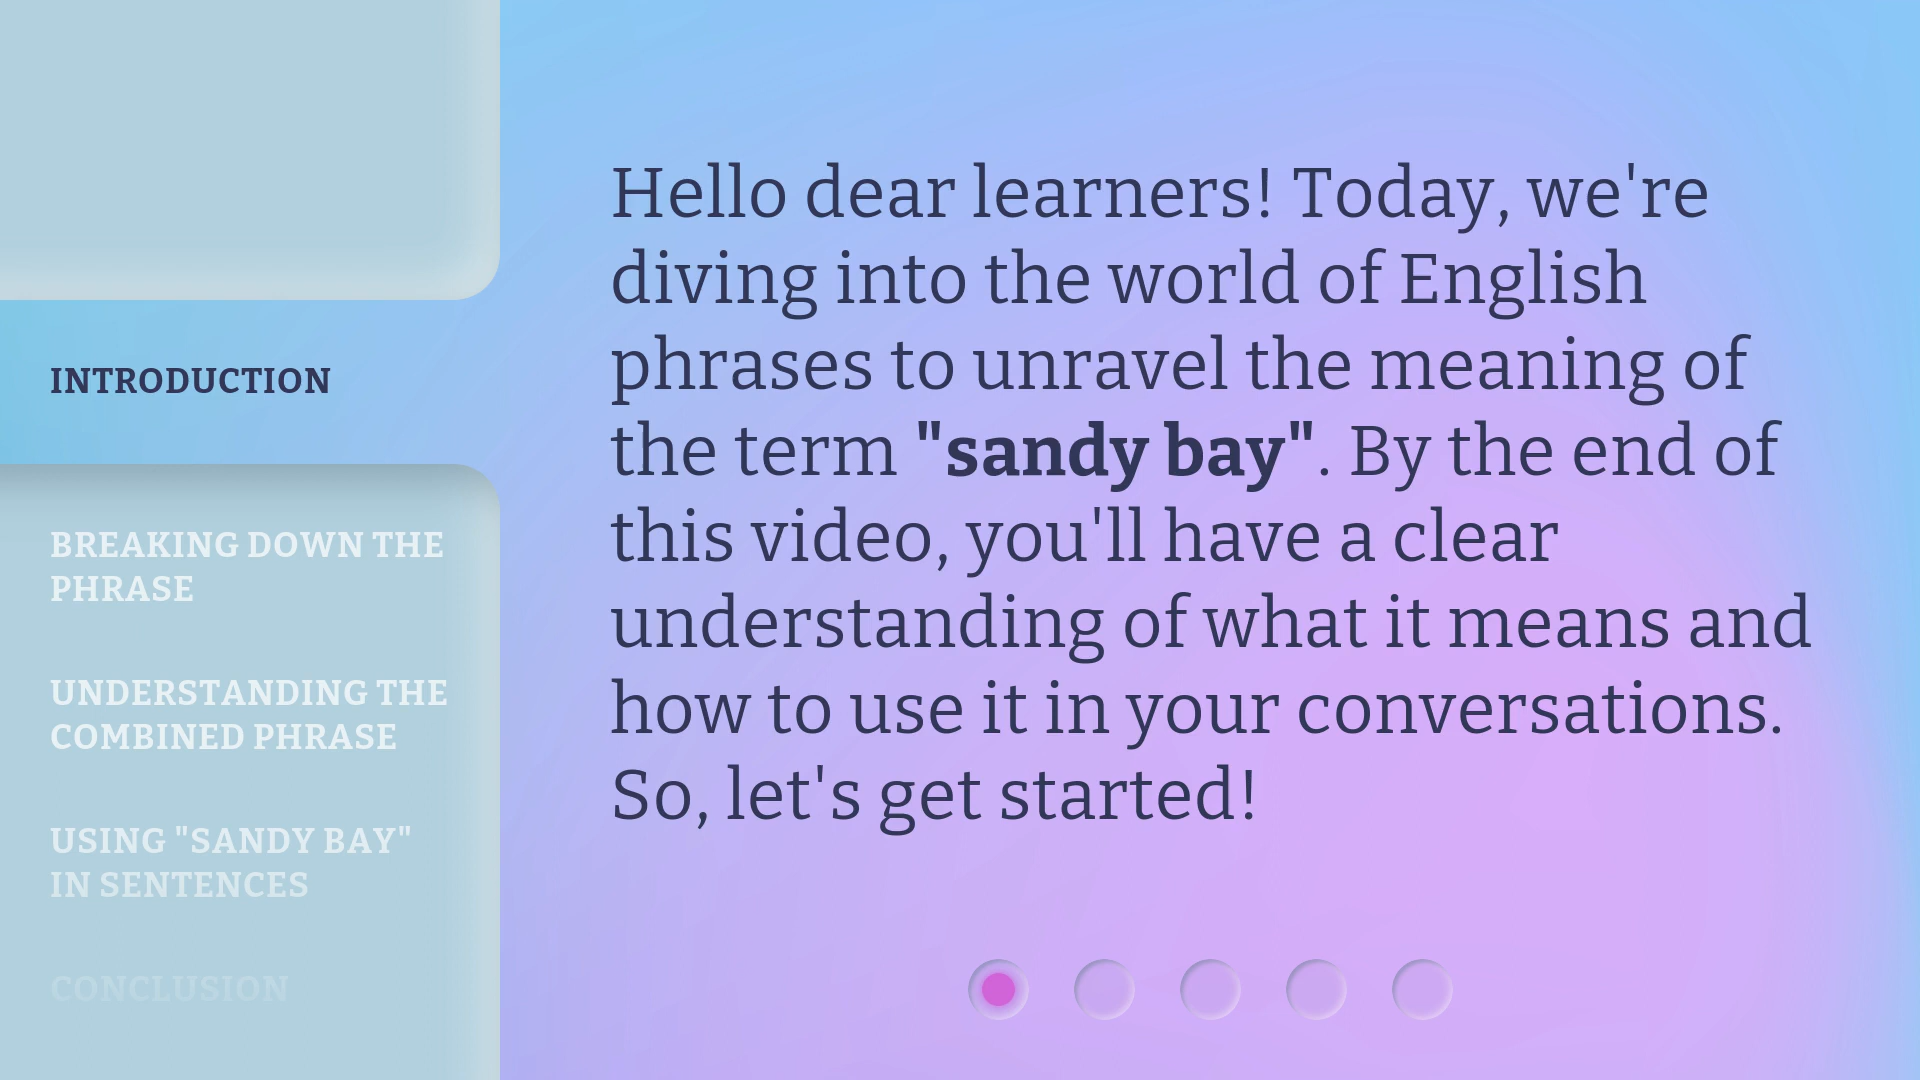 INTRODUCTION
BREAKING DOWN THE
PHRASE
UNDERSTANDING THE
COMBINED PHRASE
USING "SANDY BAY"
IN SENTENCES
CONCLUSION
Hello dear learners! Today, we're
diving into the world of English
phrases to unravel the meaning of
the term "sandy bay". By the end of
this video, you'll have a clear
understanding of what it means and
how to use it in your conversations.
So, let's get started!